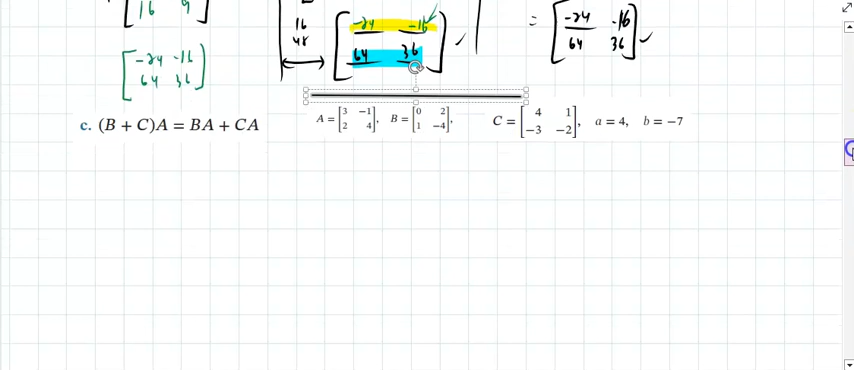 16 9
16
48
-24 -16
64 36
= -24 -16
64 36
-24 -16
64 36
c. (B + C)A = BA + CA
A = [3 −1
2 4], B = [0 2
1 −4],
C = [4 1
−3 −2], a = 4, b = −7